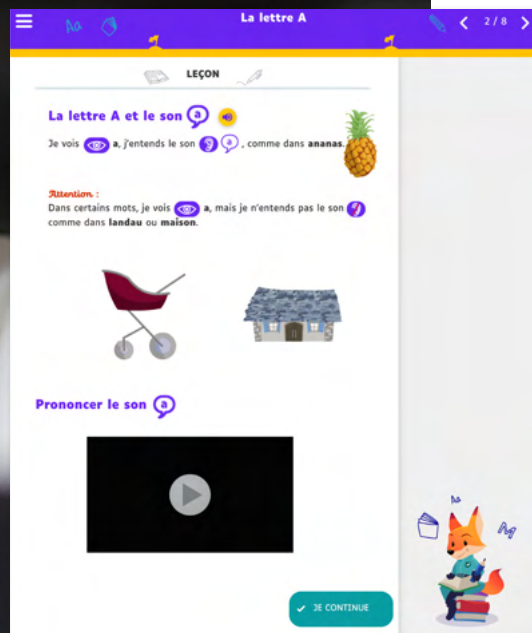 La lettre A
2 / 8
Aa
LEÇON
La lettre A et le son a
Je vois a, j'entends le son a, comme dans ananas.
Attention :
Dans certains mots, je vois a, mais je n'entends pas le son
comme dans landau ou maison.
Prononcer le son a
JE CONTINUE